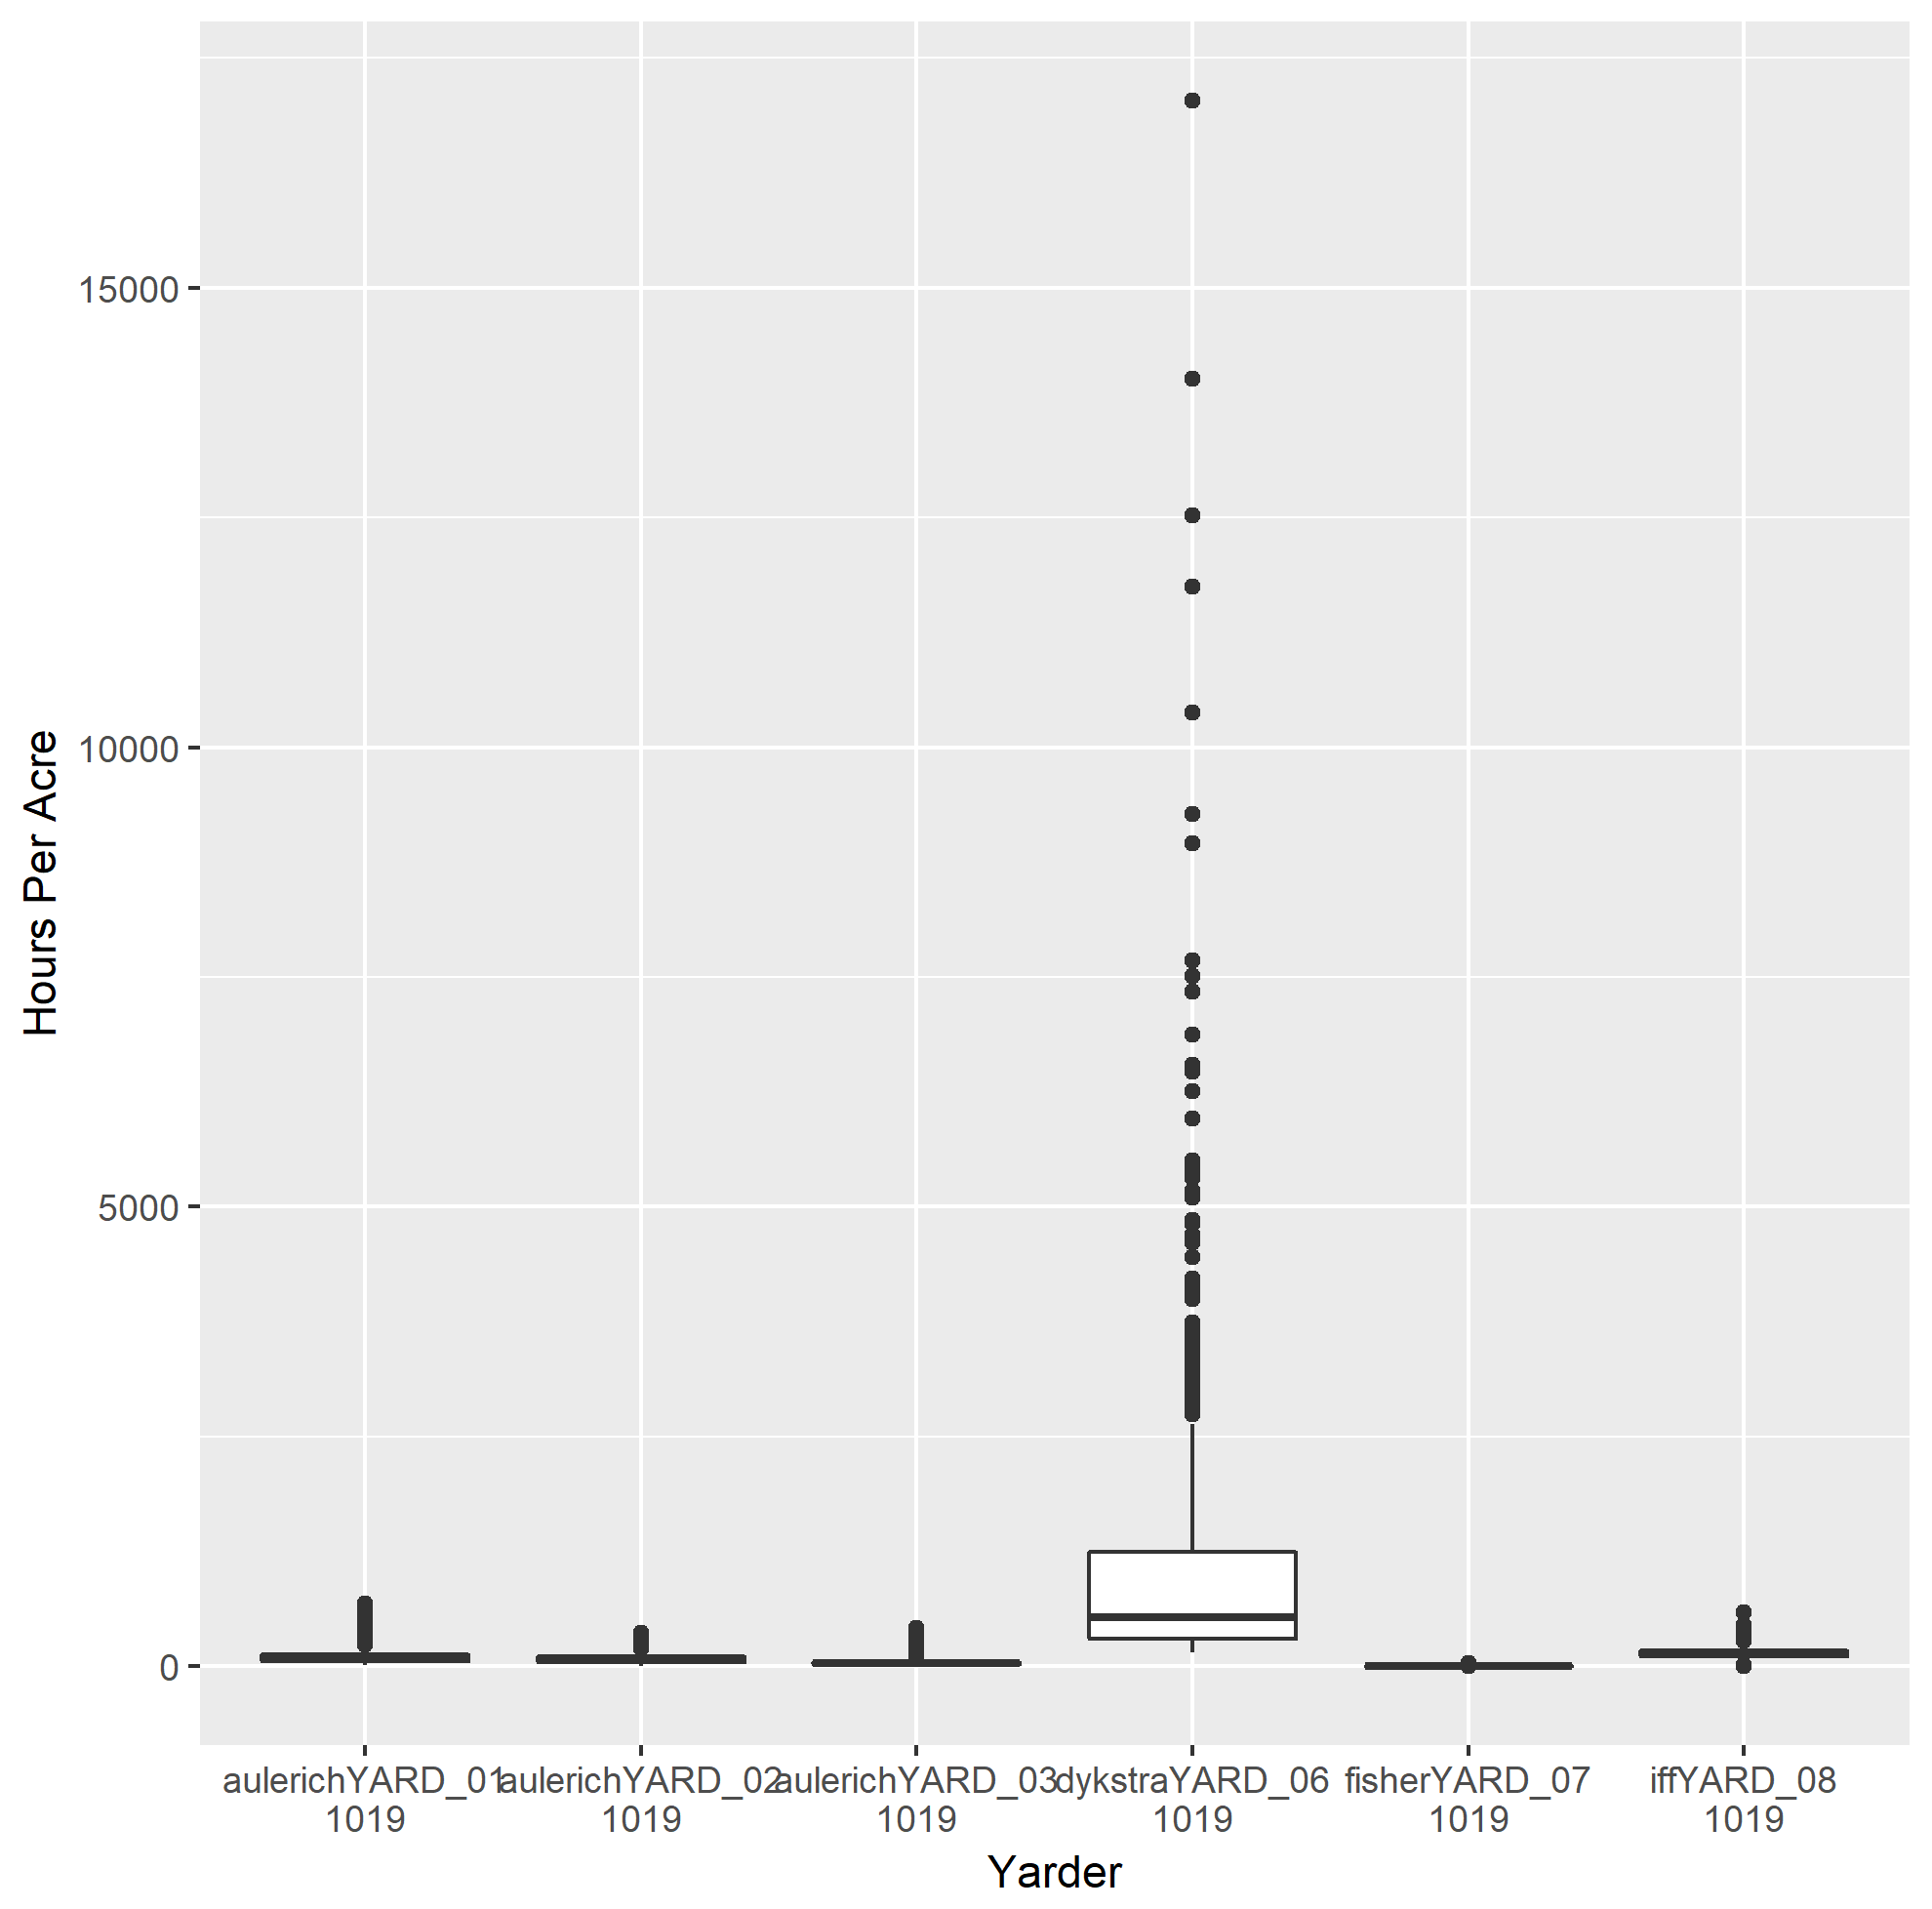 Hours Per Acre
15000
10000
5000
0
aulerichYARD_01 aulerichYARD_02 aulerichYARD_03 dykstraYARD_06 fisherYARD_07 iffYARD_08
1019 1019 1019 1019 1019 1019
Yarder